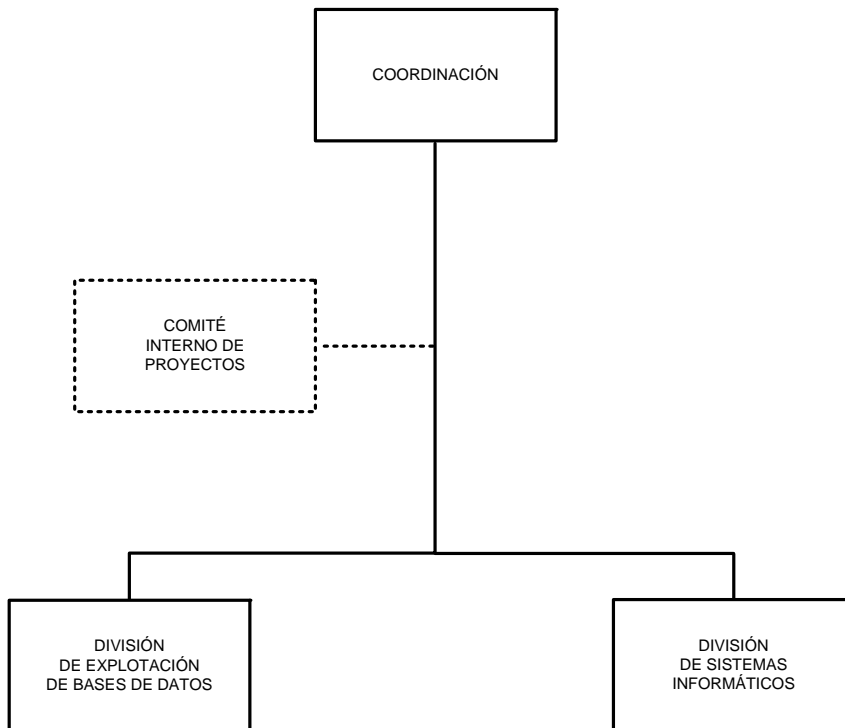 COORDINACIÓN
COMITÉ
INTERNO DE
PROYECTOS
DIVISIÓN
DE EXPLOTACIÓN
DE BASES DE DATOS
DIVISIÓN
DE SISTEMAS
INFORMÁTICOS